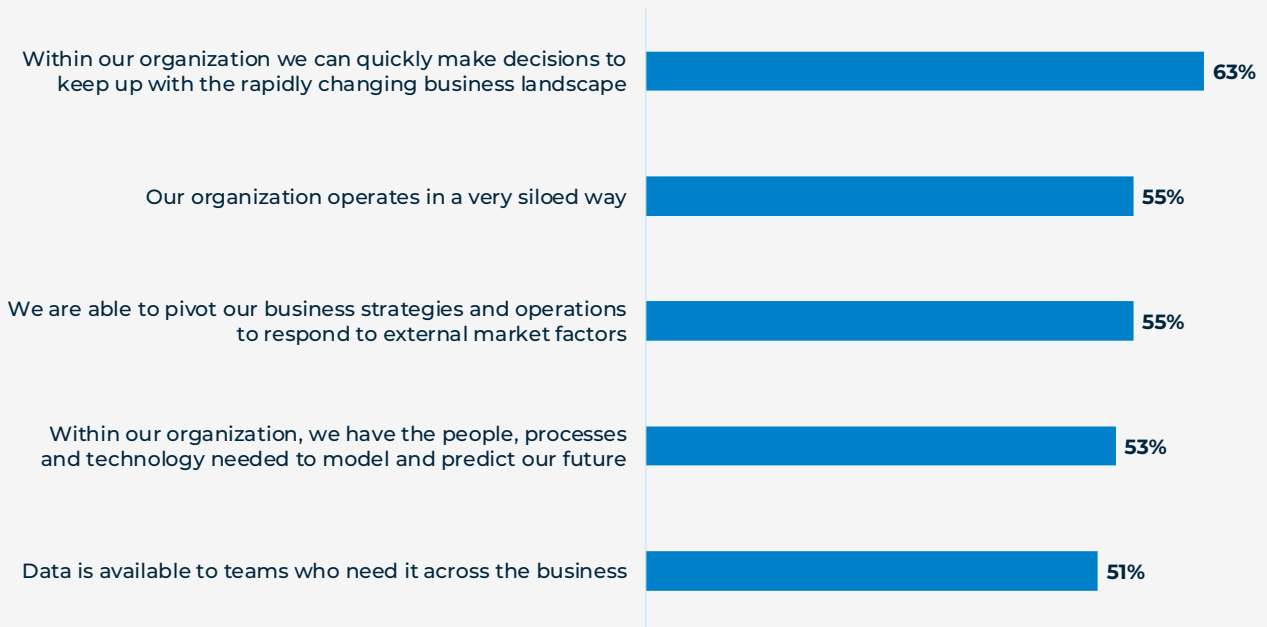 Within our organization we can quickly make decisions to
keep up with the rapidly changing business landscape
63%
Our organization operates in a very siloed way
55%
We are able to pivot our business strategies and operations
to respond to external market factors
55%
Within our organization, we have the people, processes
and technology needed to model and predict our future
53%
Data is available to teams who need it across the business
51%